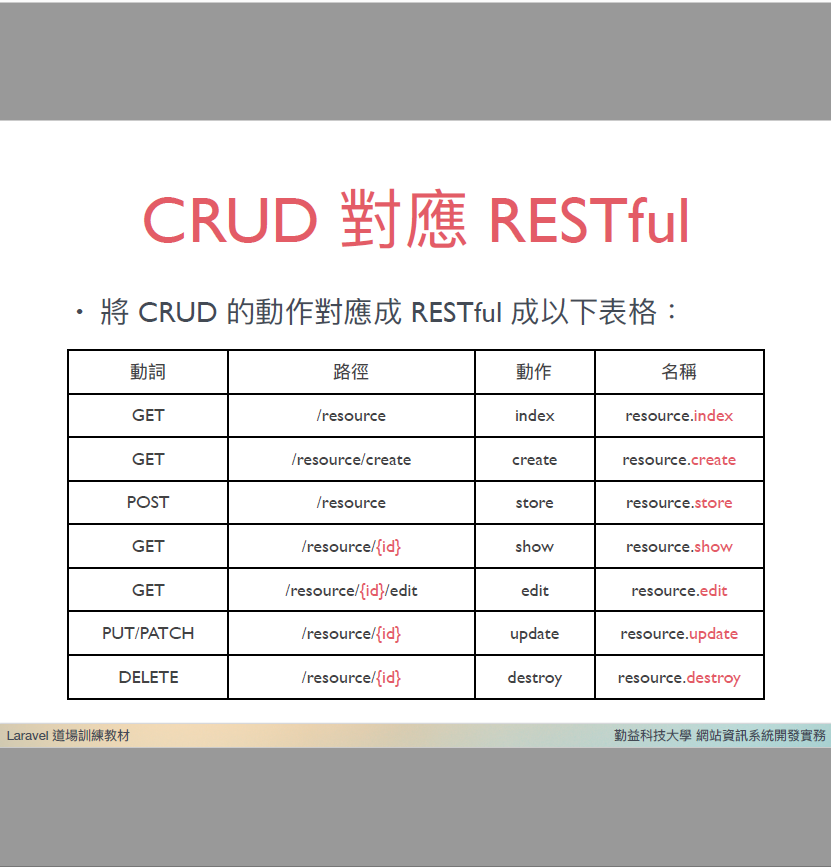 CRUD 對應 RESTful
• 將 CRUD 的動作對應成 RESTful 成以下表格：
動詞 路徑 動作 名稱
GET /resource index resource.index
GET /resource/create create resource.create
POST /resource store resource.store
GET /resource/{id} show resource.show
GET /resource/{id}/edit edit resource.edit
PUT/PATCH /resource/{id} update resource.update
DELETE /resource/{id} destroy resource.destroy
Laravel 道場訓練教材 勤益科技大學 網站資訊系統開發實務